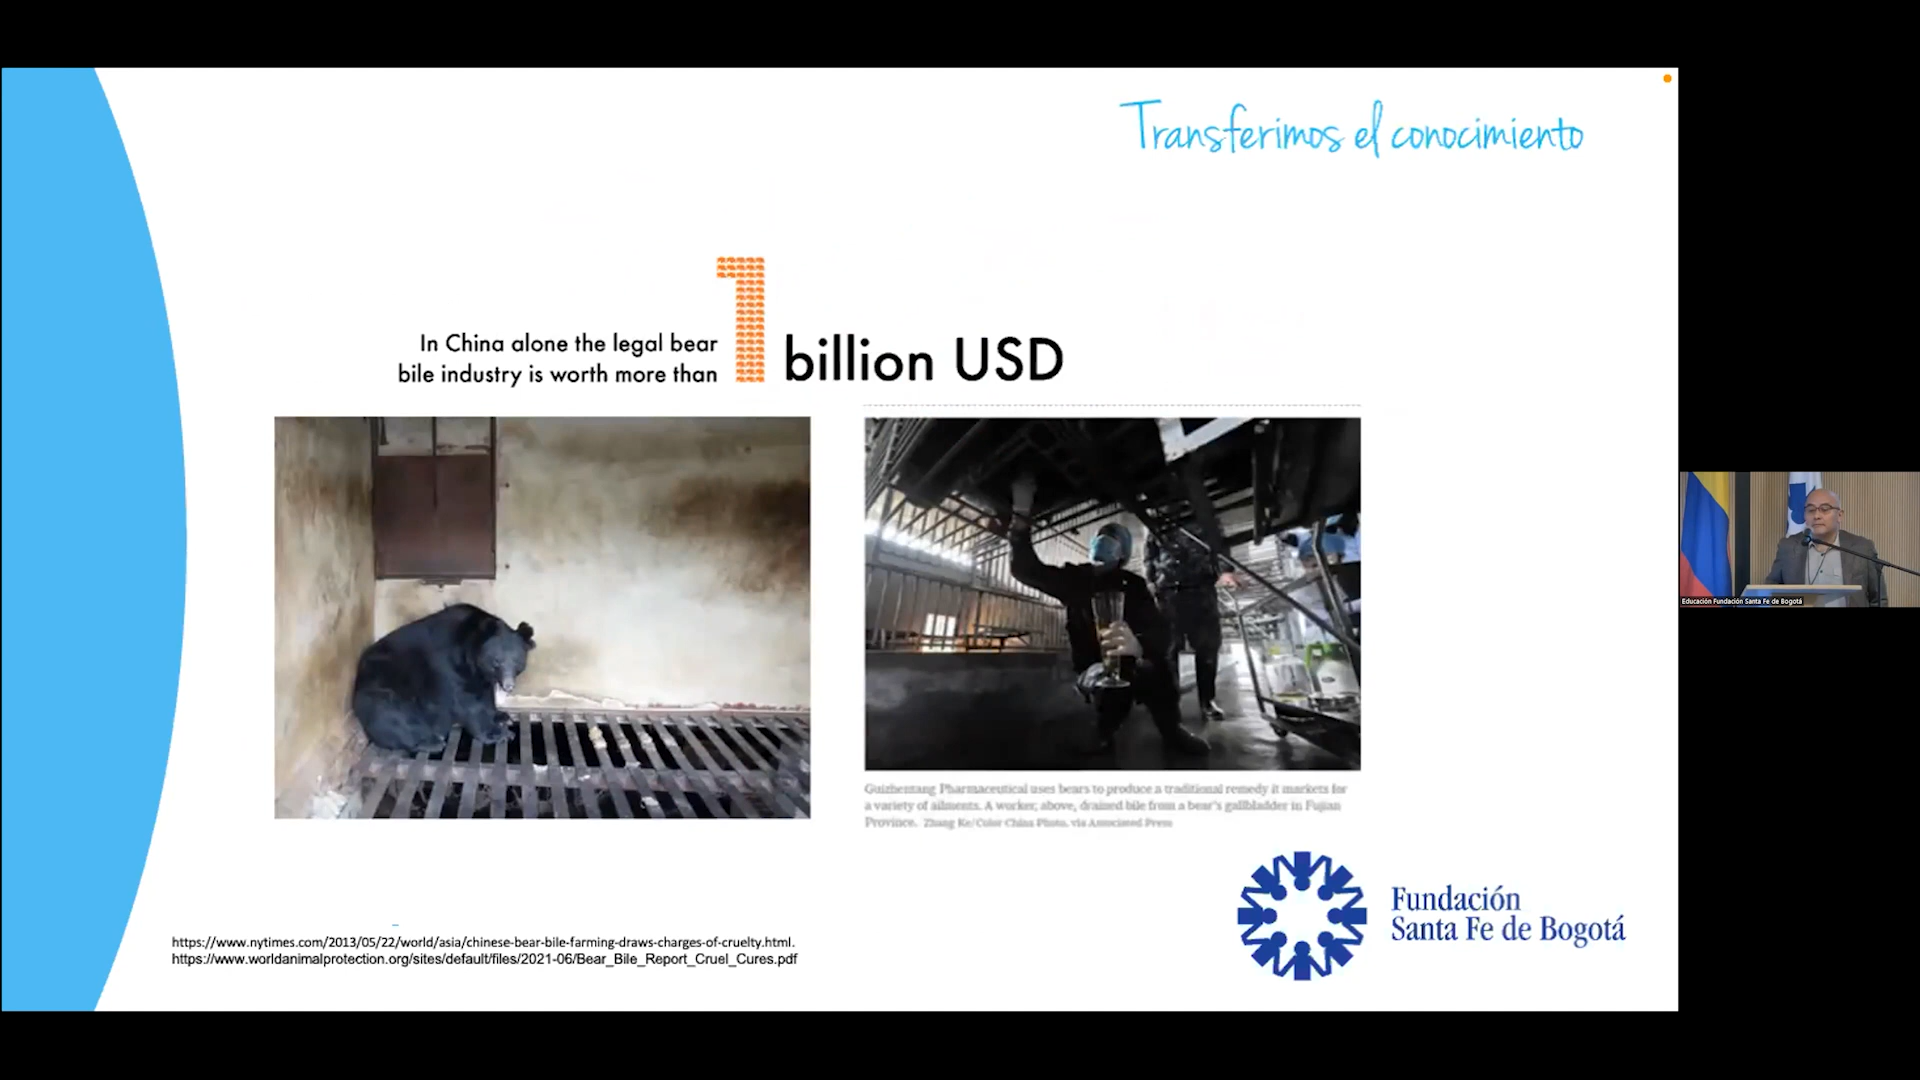 Transferimos el conocimiento
In China alone the legal bear
bile industry is worth more than
1 billion USD
Guizhentang Pharmaceutical uses bears to produce a traditional remedy it markets for
a variety of ailments. A worker, above, drained bile from a bear's gallbladder in Fujian
Province. Zhang Ke/Color China Photo, via Associated Press
https://www.nytimes.com/2013/05/22/world/asia/chinese-bear-bile-farming-draws-charges-of-cruelty.html.
https://www.worldanimalprotection.org/sites/default/files/2021-06/Bear_Bile_Report_Cruel_Cures.pdf
Fundación
Santa Fe de Bogotá
Educación Fundación Santa Fe de Bogotá